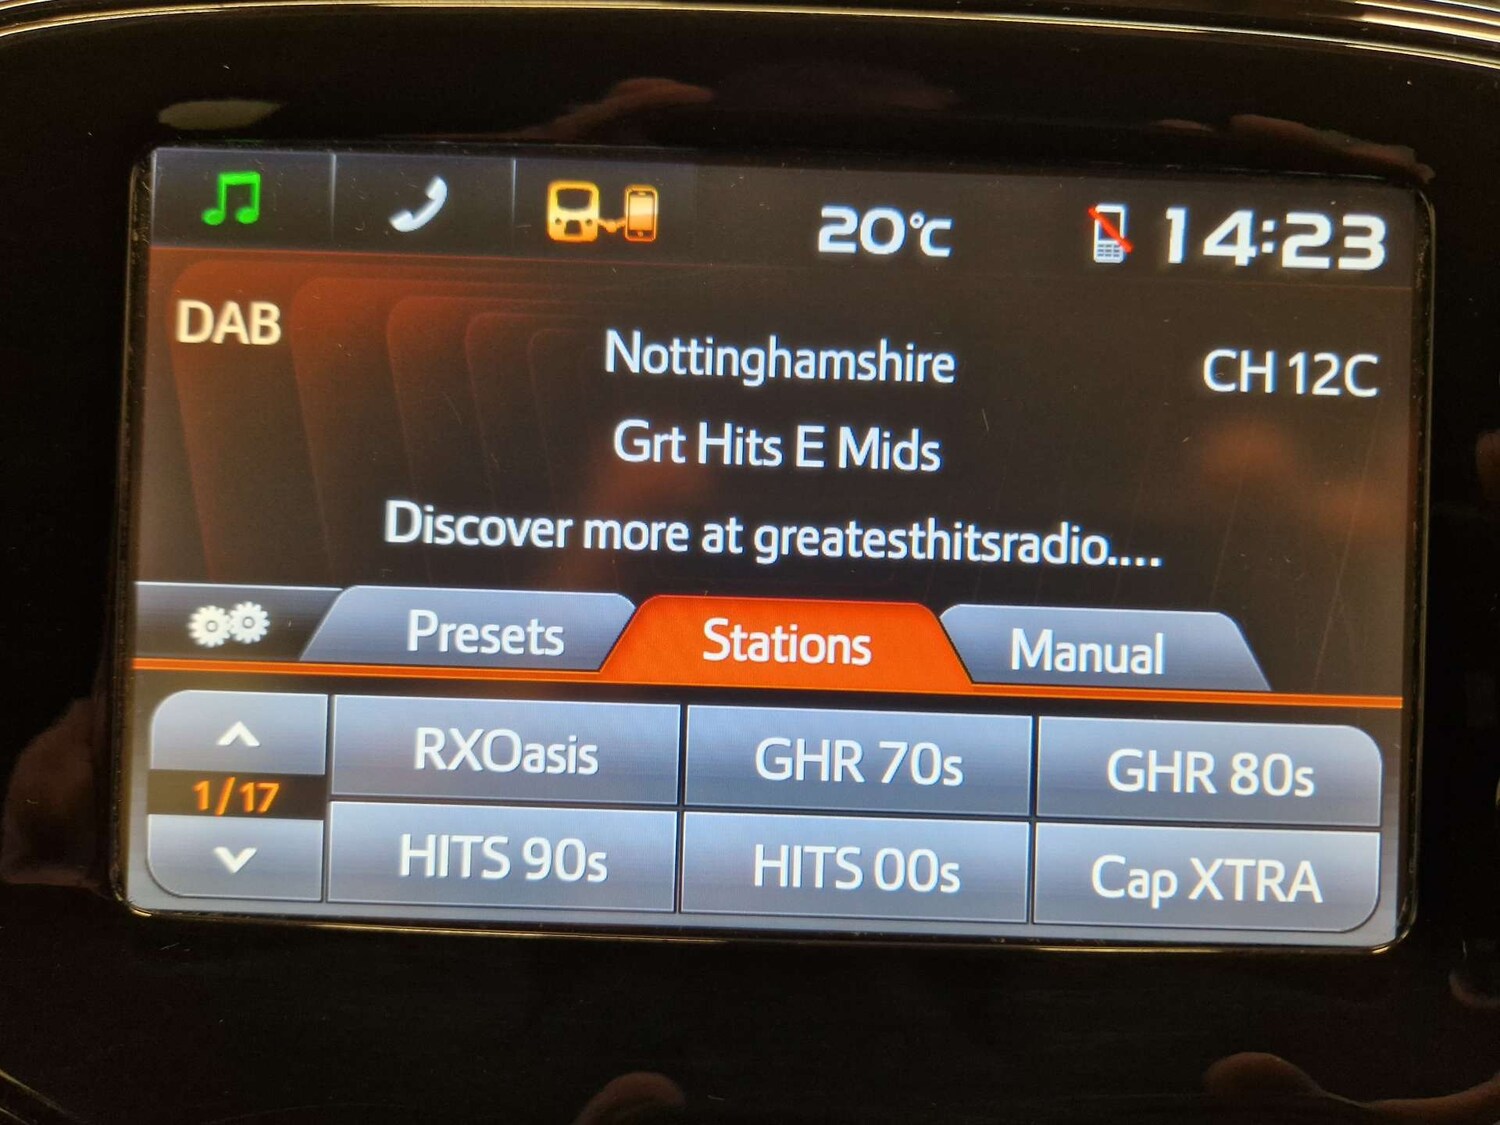 20°C 14:23
DAB
Nottinghamshire
CH 12C
Grt Hits E Mids
Discover more at greatesthitsradio....
Presets Stations Manual
RXOasis GHR 70s GHR 80s
1/17
HITS 90s HITS 00s Cap XTRA